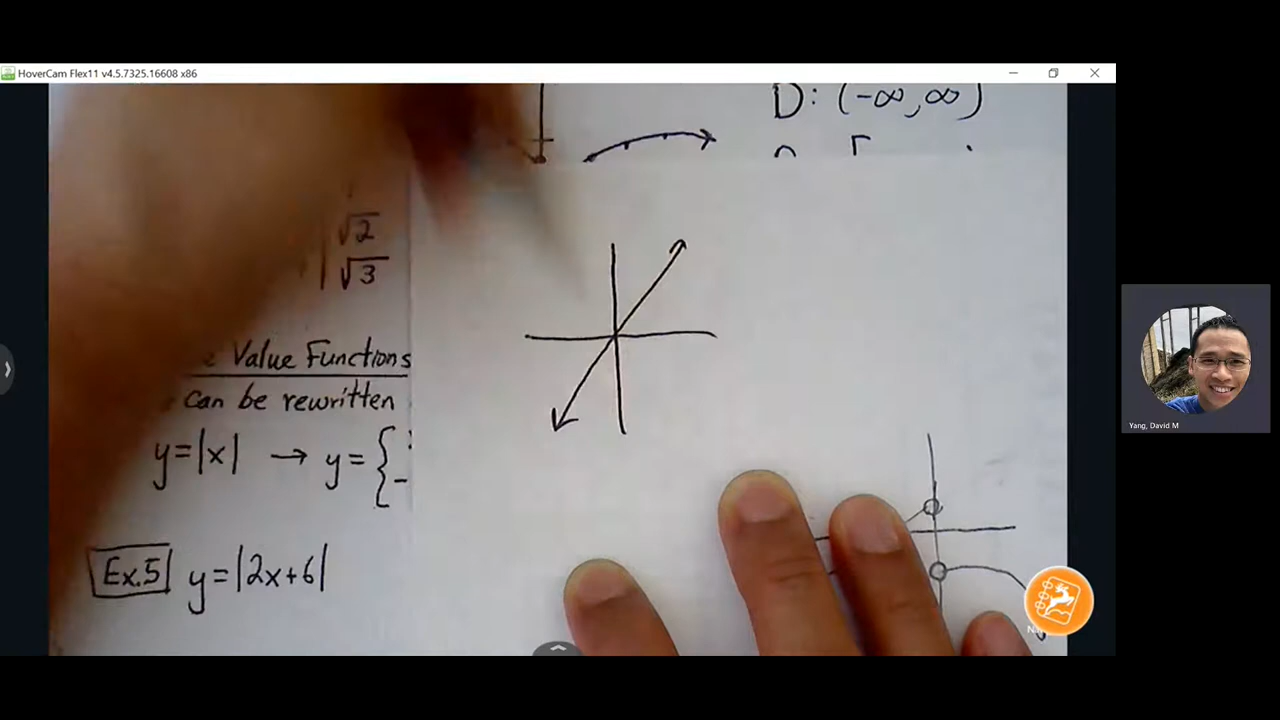 HoverCam Flex11 v4.5.7325.16608 x86
D: (-∞,∞)
√2
√3
Value Functions
can be rewritten
y=|x| → y={
-
Ex.5 y=|2x+6|
Yang, David M